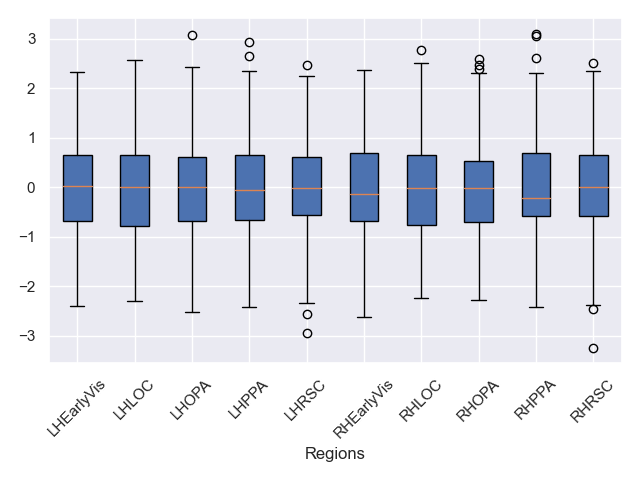 3
2
1
0
−1
−2
−3
LHEarlyVis
LHLOC
LHOPA
LHPPA
LHRSC
RHEarlyVis
RHLOC
RHOPA
RHPPA
RHRSC
Regions